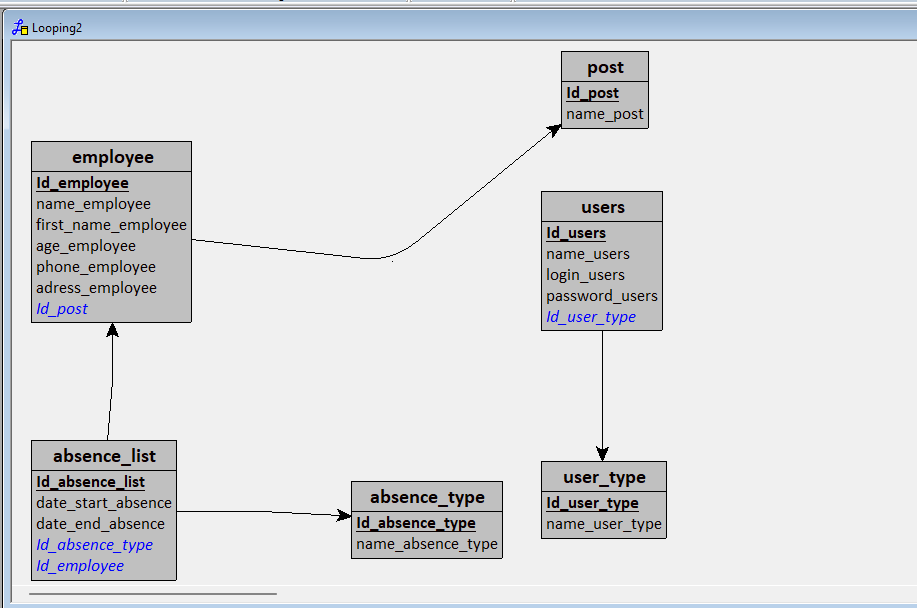 Looping2
post
Id_post
name_post
employee
Id_employee
name_employee
first_name_employee
age_employee
phone_employee
adress_employee
Id_post
users
Id_users
name_users
login_users
password_users
Id_user_type
absence_list
Id_absence_list
date_start_absence
date_end_absence
Id_absence_type
Id_employee
absence_type
Id_absence_type
name_absence_type
user_type
Id_user_type
name_user_type